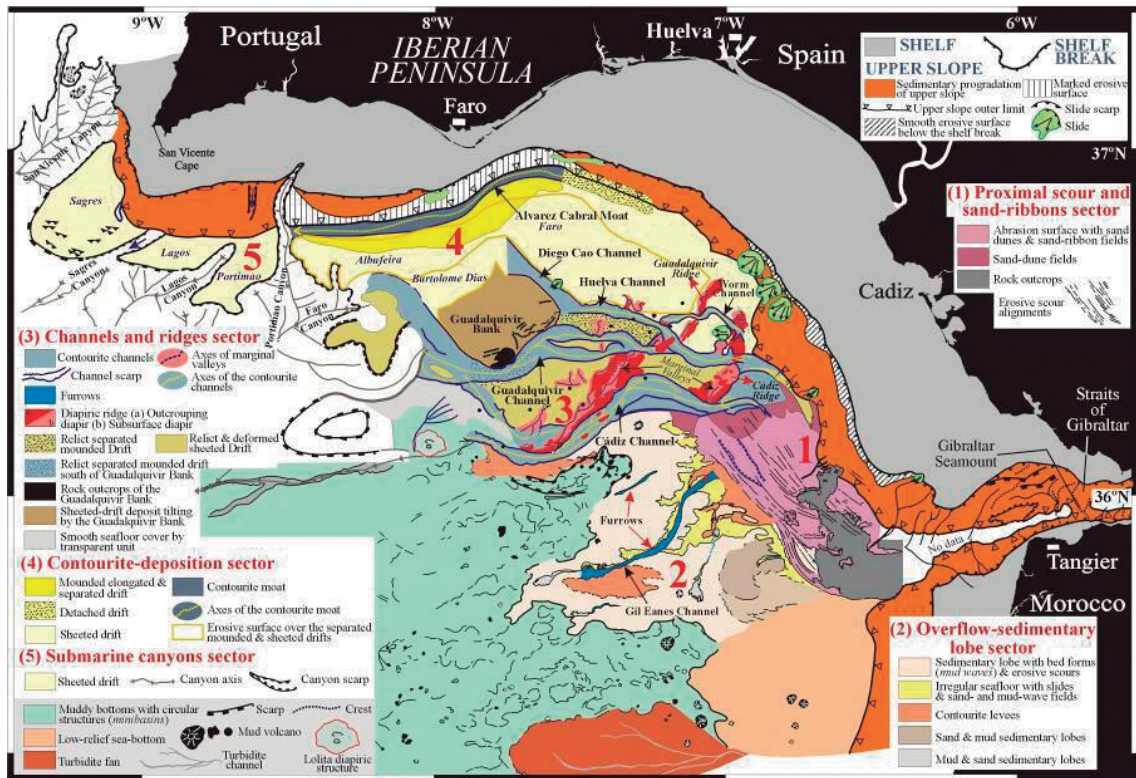 9°W
8°W
7°W
6°W
Portugal
IBERIAN
PENINSULA
Huelva
Spain
Faro
San Vicente Canyon
San Vicente
Cape
37°N
SHELF
SHELF
BREAK
UPPER SLOPE
Sedimentary progradation
of upper slope
Marked erosive
surface
Upper slope outer limit
Slide scarp
Smooth erosive surface
below the shelf break
Slide
(1) Proximal scour and
sand-ribbons sector
Abrasion surface with sand
dunes & sand-ribbon fields
Sand-dune fields
Rock outcrops
Erosive scour
alignments
Sagres
Lagos
5
Portimao
Sagres
Canyons
Lagos
Canyon
Portimao Canyon
Faro
Canyon
Alvarez Cabral Moat
Faro
4
Albufeira
Bartolome Dias
Diego Cao Channel
Huelva Channel
Guadalquivir
Ridge
Vorm
Channel
Cadiz
Guadalquivir
Bank
Guadalquivir
Channel
Marginal
Valleys
Cadiz
Ridge
3
Cádiz Channel
1
Straits of
Gibraltar
Gibraltar
Seamount
36°N
No data
Tangier
Morocco
Furrows
2
Gil Eanes Channel
(3) Channels and ridges sector
Contourite channels
Axes of marginal
valleys
Channel scarp
Axes of the contourite
channels
Furrows
Diapiric ridge (a) Outcrouping
diapir (b) Subsurface diapir
b
Relict separated
mounded Drift
Relict & deformed
sheeted Drift
Relict separated mounded drift
south of Guadalquivir Bank
Rock outcrops of the
Guadalquivir Bank
Sheeted-drift deposit tilting
by the Guadalquivir Bank
Smooth seafloor cover by
transparent unit
(4) Contourite-deposition sector
Mounded elongated &
separated drift
Contourite moat
Detached drift
Axes of the contourite moat
Sheeted drift
Erosive surface over the separated
mounded & sheeted drifts
(5) Submarine canyons sector
Sheeted drift
Canyon axis
Canyon scarp
Muddy bottoms with circular
structures (minibasins)
Scarp
Crest
Low-relief sea-bottom
Mud volcano
Turbidite fan
Turbidite
channel
Lolita diapiric
structure
(2) Overflow-sedimentary
lobe sector
Sedimentary lobe with bed forms
(mud waves) & erosive scours
Irregular seafloor with slides
& sand- and mud-wave fields
Contourite levees
Sand & mud sedimentary lobes
Mud & sand sedimentary lobes